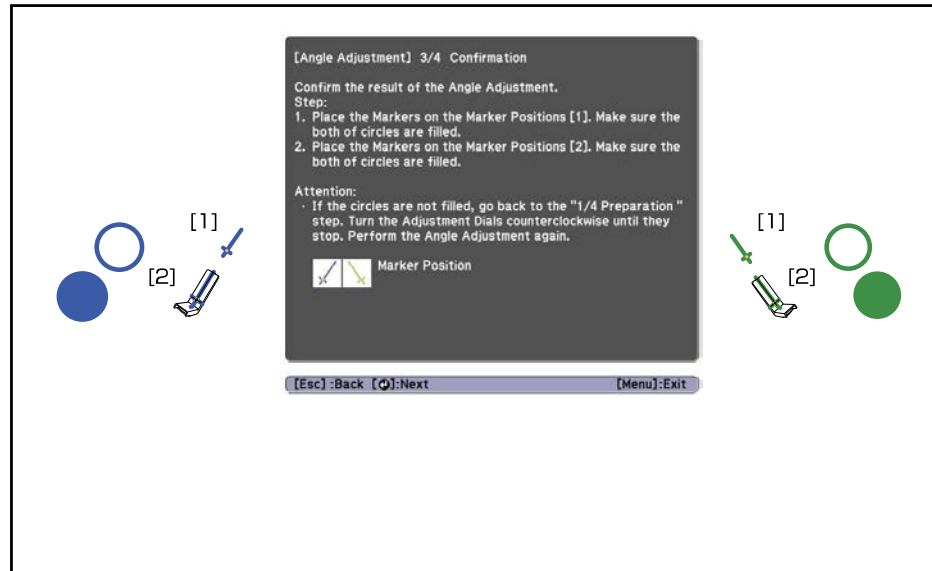 [Angle Adjustment] 3/4 Confirmation
Confirm the result of the Angle Adjustment.
Step:
1. Place the Markers on the Marker Positions [1]. Make sure the
both of circles are filled.
2. Place the Markers on the Marker Positions [2]. Make sure the
both of circles are filled.
Attention:
· If the circles are not filled, go back to the "1/4 Preparation "
step. Turn the Adjustment Dials counterclockwise until they
stop. Perform the Angle Adjustment again.
Marker Position
[1]
[2]
[1]
[2]
[Esc] :Back [↵]:Next [Menu]:Exit